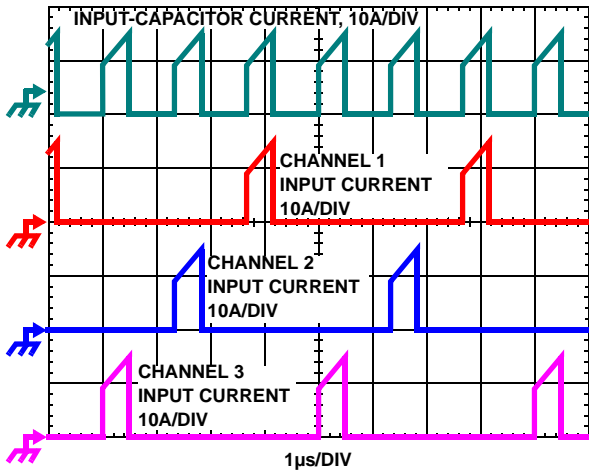 INPUT-CAPACITOR CURRENT, 10A/DIV
CHANNEL 1
INPUT CURRENT
10A/DIV
CHANNEL 2
INPUT CURRENT
10A/DIV
CHANNEL 3
INPUT CURRENT
10A/DIV
1µs/DIV